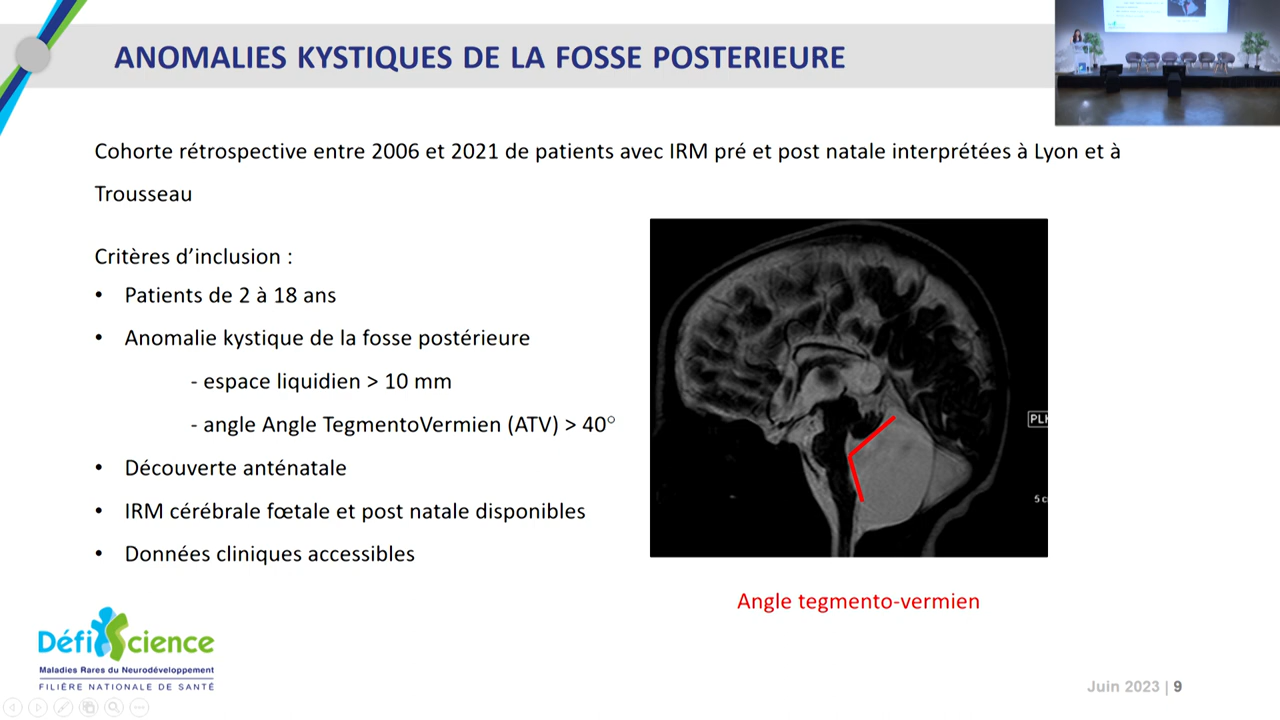 ANOMALIES KYSTIQUES DE LA FOSSE POSTERIEURE
Cohorte rétrospective entre 2006 et 2021 de patients avec IRM pré et post natale interprétées à Lyon et à
Trousseau
Critères d’inclusion :
• Patients de 2 à 18 ans
• Anomalie kystique de la fosse postérieure
- espace liquidien > 10 mm
- angle Angle TegmentoVermien (ATV) > 40°
• Découverte anténatale
• IRM cérébrale fœtale et post natale disponibles
• Données cliniques accessibles
Angle tegmento-vermien
DéfiScience
Maladies Rares du Neurodéveloppement
FILIÈRE NATIONALE DE SANTÉ
Juin 2023 | 9